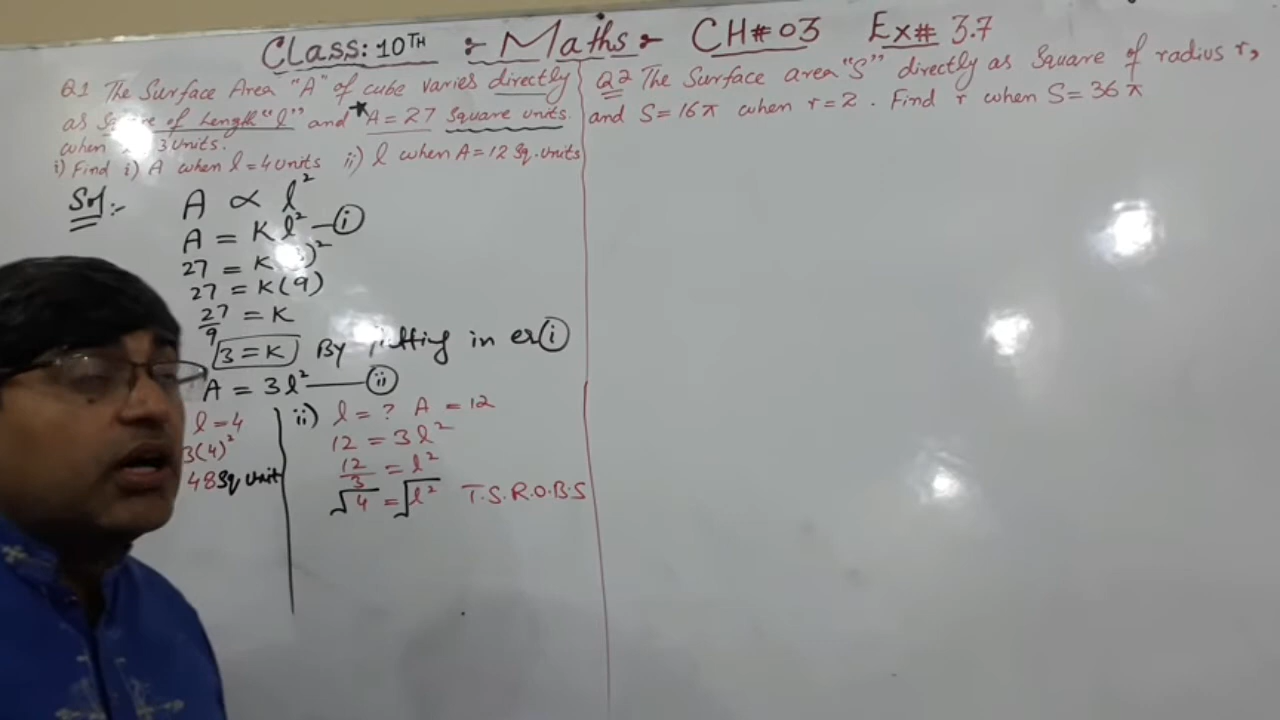 CLASS: 10TH :- Maths:- CH# 03 Ex# 3.7
Q1 The Surface Area "A" of cube varies directly
as Square of Length "l" and *A = 27 Square units.
when 3 units.
i) Find i) A when l = 4 units ii) l when A = 12 Sq. units
Sol:-
A ∝ l²
A = K l² — (i)
27 = K )²
27 = K(9)
27/9 = K
3 = K By putting in eq (i)
A = 3l² — (ii)
l = 4
3(4)²
48 Sq unit
ii) l = ? A = 12
12 = 3l²
12/3 = l²
√4 = √l² T.S.R.O.B.S
Q2 The Surface area "S" directly as Square of radius r,
and S = 16π when r = 2. Find r when S = 36π